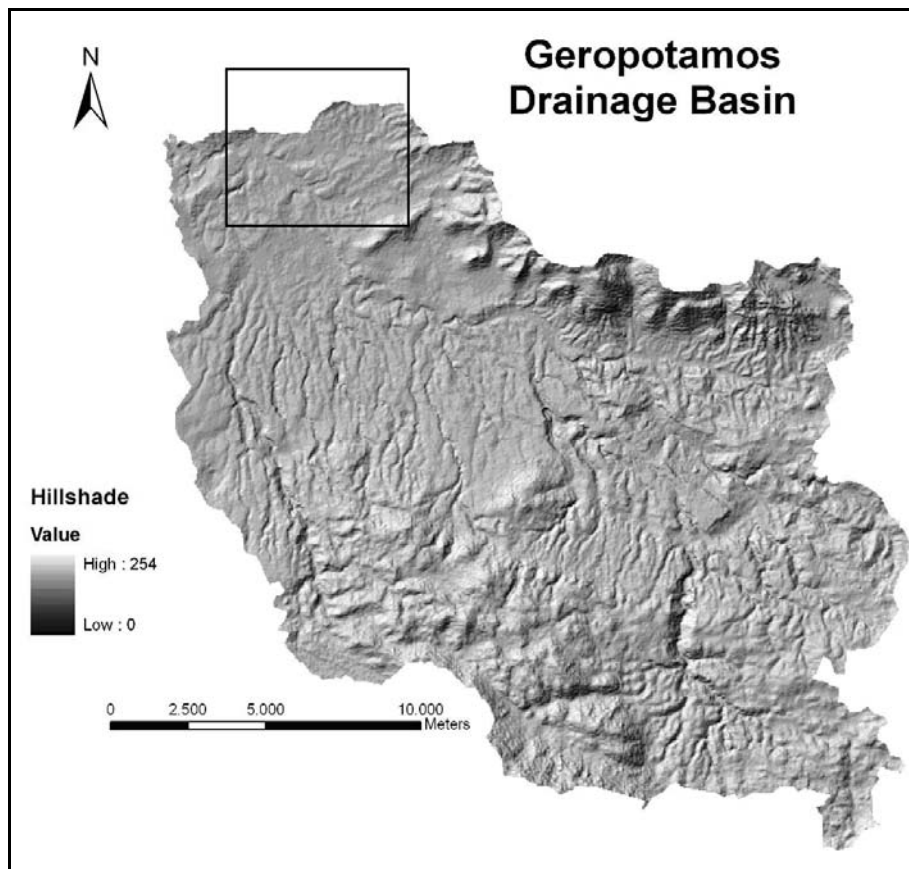 Geropotamos
Drainage Basin
N
Hillshade
Value
High : 254
Low : 0
0 2.500 5.000 10.000
Meters